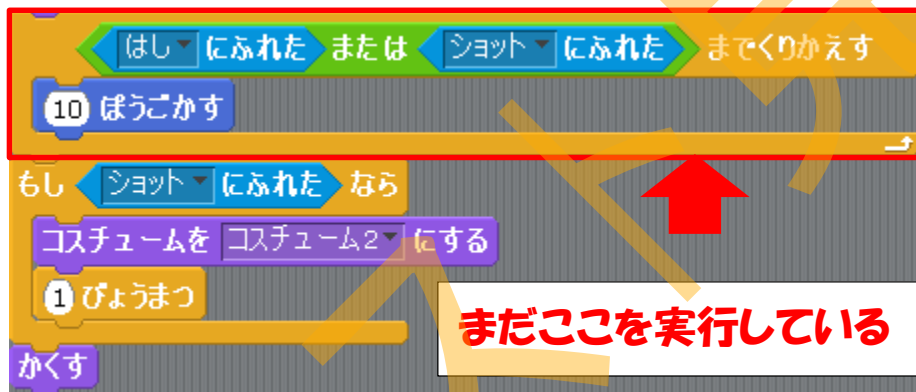 はし にふれた または ショット にふれた までくりかえす
10 ぽうごかす
もし ショット にふれた なら
コスチュームを コスチューム2 にする
1 びょうまつ
まだここを実行している
かくす